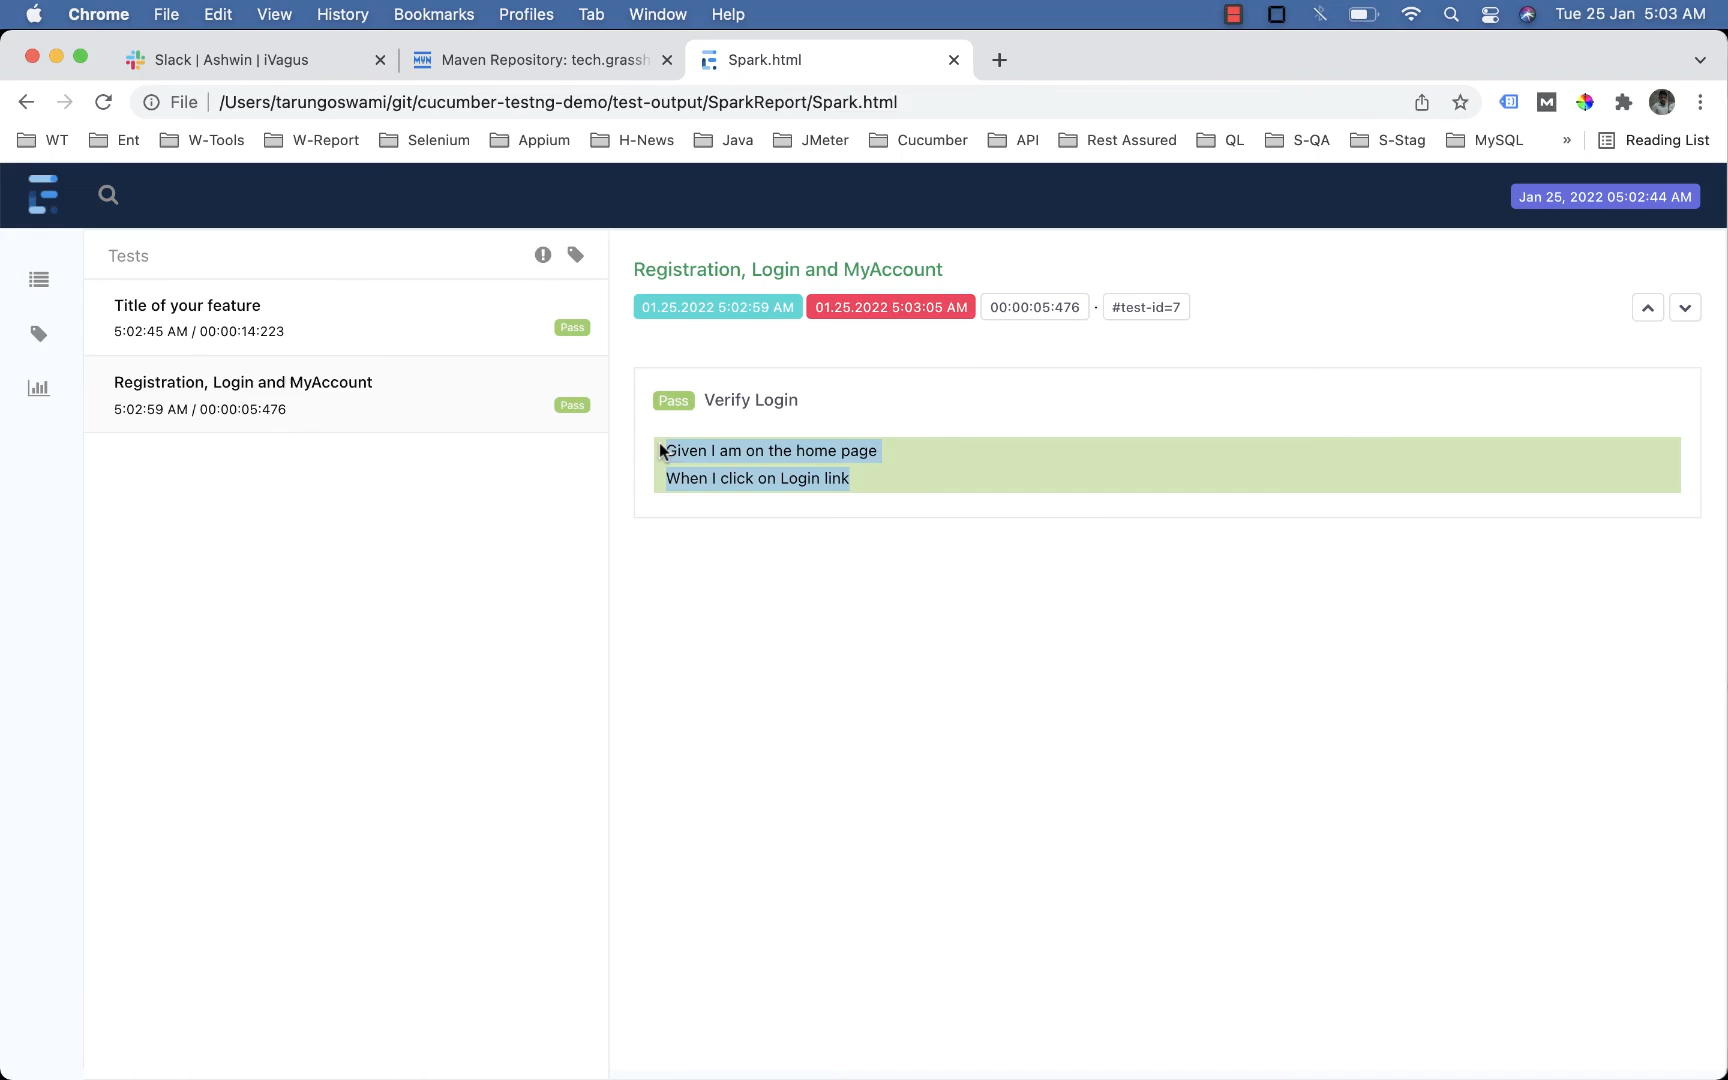 Chrome File Edit View History Bookmarks Profiles Tab Window Help Tue 25 Jan 5:03 AM
Slack | Ashwin | iVagus Maven Repository: tech.grassh Spark.html
File /Users/tarungoswami/git/cucumber-testng-demo/test-output/SparkReport/Spark.html
WT Ent W-Tools W-Report Selenium Appium H-News Java JMeter Cucumber API Rest Assured QL S-QA S-Stag MySQL » Reading List
Jan 25, 2022 05:02:44 AM
Tests
Title of your feature
5:02:45 AM / 00:00:14:223
Pass
Registration, Login and MyAccount
5:02:59 AM / 00:00:05:476
Pass
Registration, Login and MyAccount
01.25.2022 5:02:59 AM 01.25.2022 5:03:05 AM 00:00:05:476 · #test-id=7
Pass Verify Login
Given I am on the home page
When I click on Login link